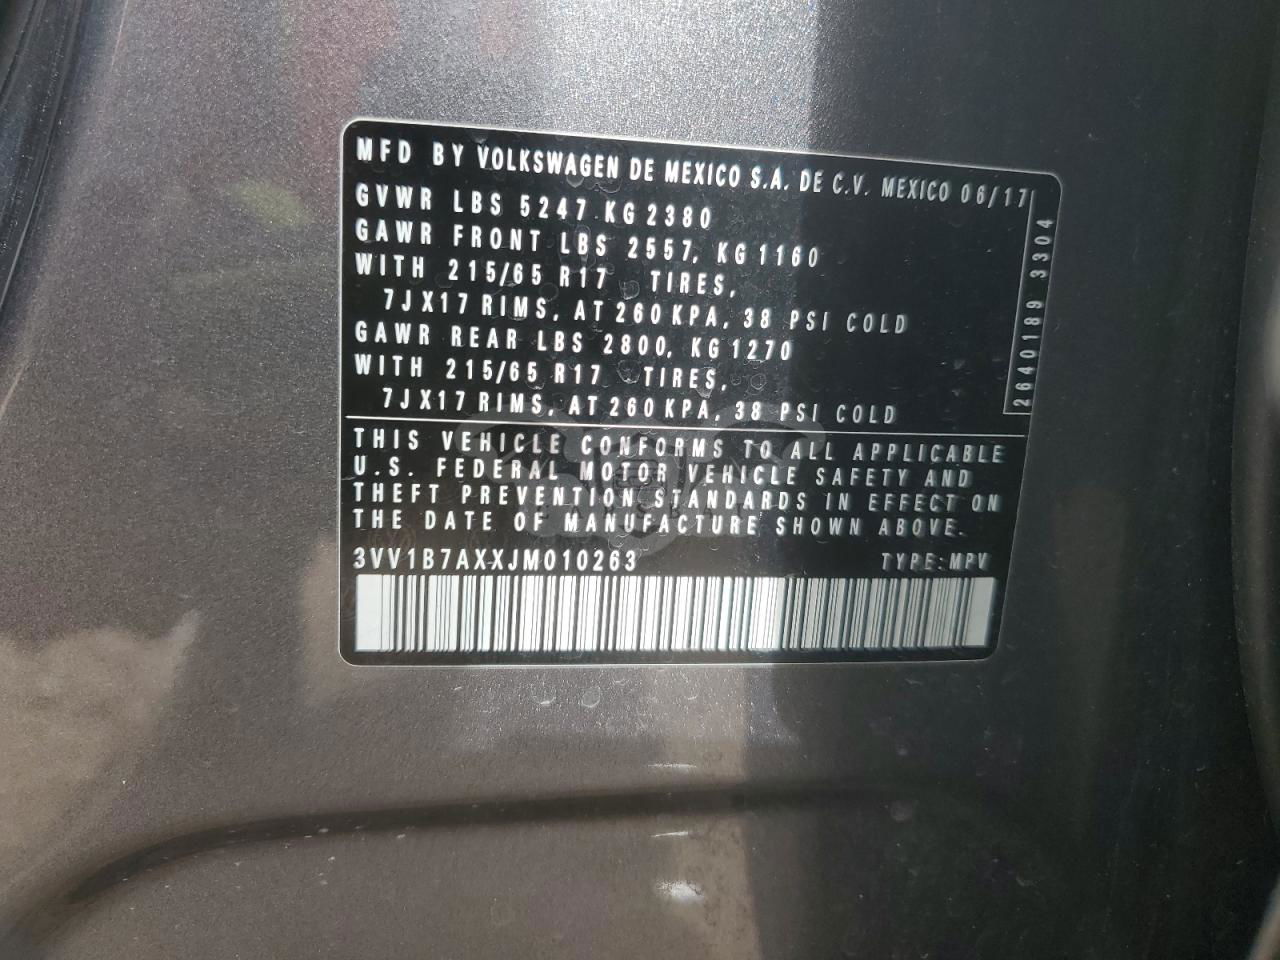 MFD BY VOLKSWAGEN DE MEXICO S.A. DE C.V. MEXICO 06/17
GVWR LBS 5247 KG 2380
GAWR FRONT LBS 2557, KG 1160
WITH 215/65 R17 TIRES,
7JX17 RIMS, AT 260 KPA, 38 PSI COLD
GAWR REAR LBS 2800, KG 1270
WITH 215/65 R17 TIRES,
7JX17 RIMS, AT 260 KPA, 38 PSI COLD
2640189 3304
THIS VEHICLE CONFORMS TO ALL APPLICABLE
U.S. FEDERAL MOTOR VEHICLE SAFETY AND
THEFT PREVENTION STANDARDS IN EFFECT ON
THE DATE OF MANUFACTURE SHOWN ABOVE.
3VV1B7AXXJM010263 TYPE: MPV